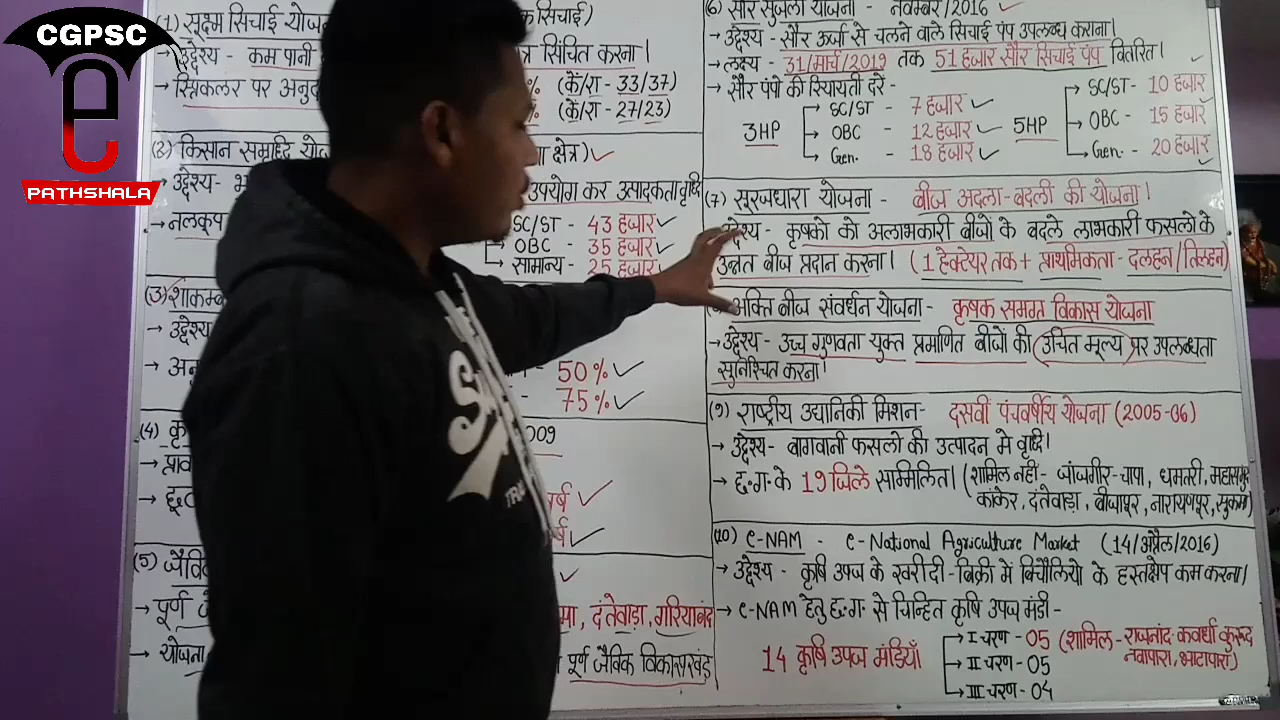 CGPSC
e
PATHSHALA
(1) सूक्ष्म सिंचाई योजना
सिंचाई)
उद्देश्य - कम पानी
सिंचित करना।
→ स्प्रिंकलर पर अनुदान
% (कें/रा - 33/37)
% (कें/रा - 27/23)
(2) किसान समृद्धि योजना
क्षेत्र)
उद्देश्य-
उपयोग कर उत्पादकता वृद्धि
→ नलकूप
SC/ST - 43 हजार
→ OBC - 35 हजार
→ सामान्य - 25 हजार
(3) शाकम्ब
→ उद्देश्य
→ अनु
50%
- 75%
(4) कृ
2009
→ प्राव
→ छूट
वर्ष
वर्ष
(5) जैवि
→ पूर्ण जै
मा, दंतेवाड़ा, गरियाबंद
→ योजना
पूर्ण जैविक विकासखंड
(6) सौर सुजला योजना - नवम्बर/2016
→ उद्देश्य - सौर ऊर्जा से चलने वाले सिंचाई पंप उपलब्ध कराना।
→ लक्ष्य - 31/मार्च/2019 तक 51 हजार सौर सिंचाई पंप वितरित।
→ सौर पंपो की रियायती दरें -
3HP
→ SC/ST - 7 हजार
→ OBC - 12 हजार
→ Gen. - 18 हजार
5HP
→ SC/ST - 10 हजार
→ OBC - 15 हजार
→ Gen. - 20 हजार
(7) सूरजधारा योजना - बीज अदला-बदली की योजना।
उद्देश्य - कृषको को अलाभकारी बीजो के बदले लाभकारी फसलो के
उन्नत बीज प्रदान करना। (1 हेक्टेयर तक + प्राथमिकता - दलहन/तिलहन)
अक्ति बीज संवर्धन योजना - कृषक समग्र विकास योजना
→ उद्देश्य - उच्च गुणवता युक्त प्रमाणित बीजो की उचित मूल्य पर उपलब्धता
सुनिश्चित करना।
(9) राष्ट्रीय उद्यानिकी मिशन - दसवीं पंचवर्षीय योजना (2005-06)
→ उद्देश्य - बागवानी फसलो की उत्पादन मे वृद्धि।
→ छ.ग. के 19 जिले सम्मिलित। (शामिल नहीं - जांजगीर-चापा, धमतरी, महासमुंद
कांकेर, दंतेवाड़ा, बीजापूर, नारायणपूर, सुकमा)
(10) e-NAM - e-National Agriculture Market (14/अप्रैल/2016)
→ उद्देश्य - कृषि उपज के खरीदी-बिक्री में बिचौलियो के हस्तक्षेप कम करना।
→ e-NAM हेतु छ.ग. से चिन्हित कृषि उपज मंडी -
14 कृषि उपज मंडियाँ
→ I चरण - 05 (शामिल - राजनांद. कवर्धा कुरूद
नवापारा, भाटापारा)
→ II चरण - 05
→ III चरण - 04